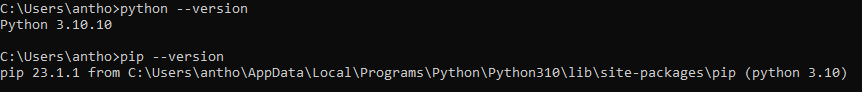 C:\Users\antho>python --version
Python 3.10.10
C:\Users\antho>pip --version
pip 23.1.1 from C:\Users\antho\AppData\Local\Programs\Python\Python310\lib\site-packages\pip (python 3.10)